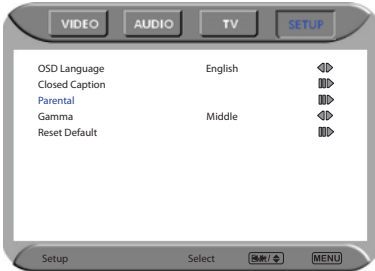 VIDEO AUDIO TV SETUP
OSD Language English
Closed Caption
Parental
Gamma Middle
Reset Default
Setup Select MENU